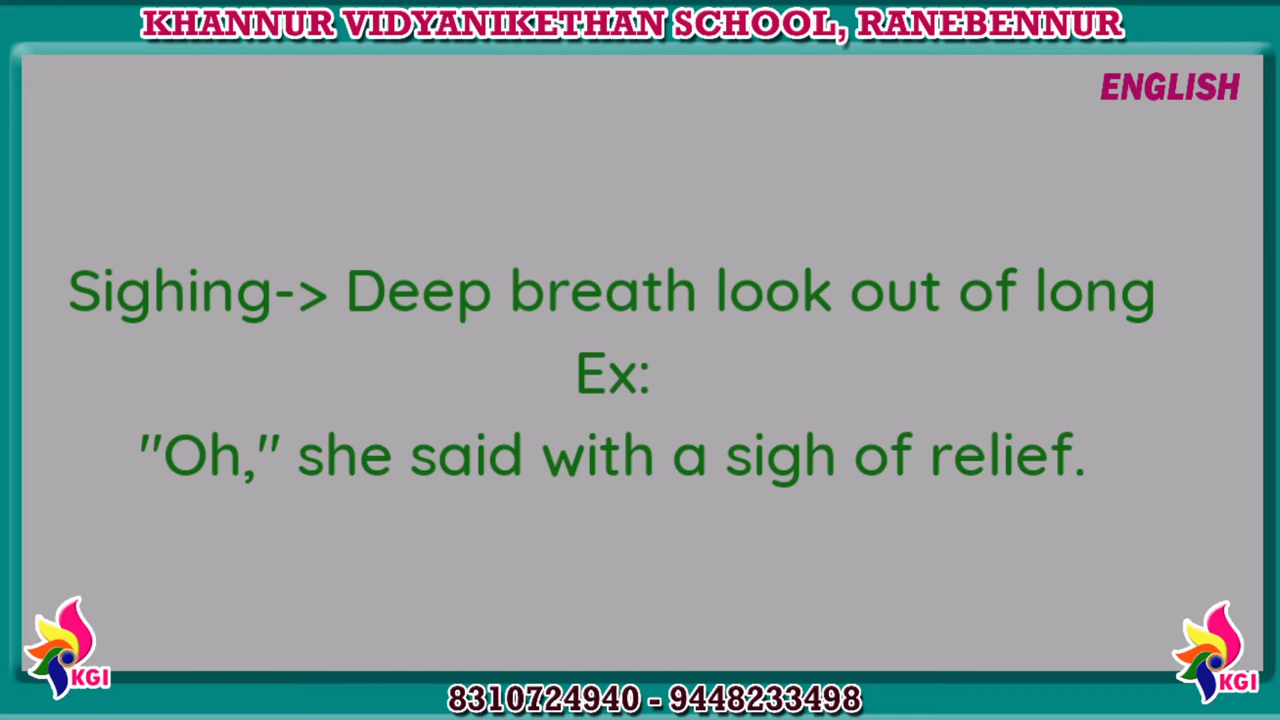 KHANNUR VIDYANIKETHAN SCHOOL, RANEBENNUR
ENGLISH
Sighing-> Deep breath look out of long
Ex:
"Oh," she said with a sigh of relief.
KGI
KGI
8310724940 - 9448233498